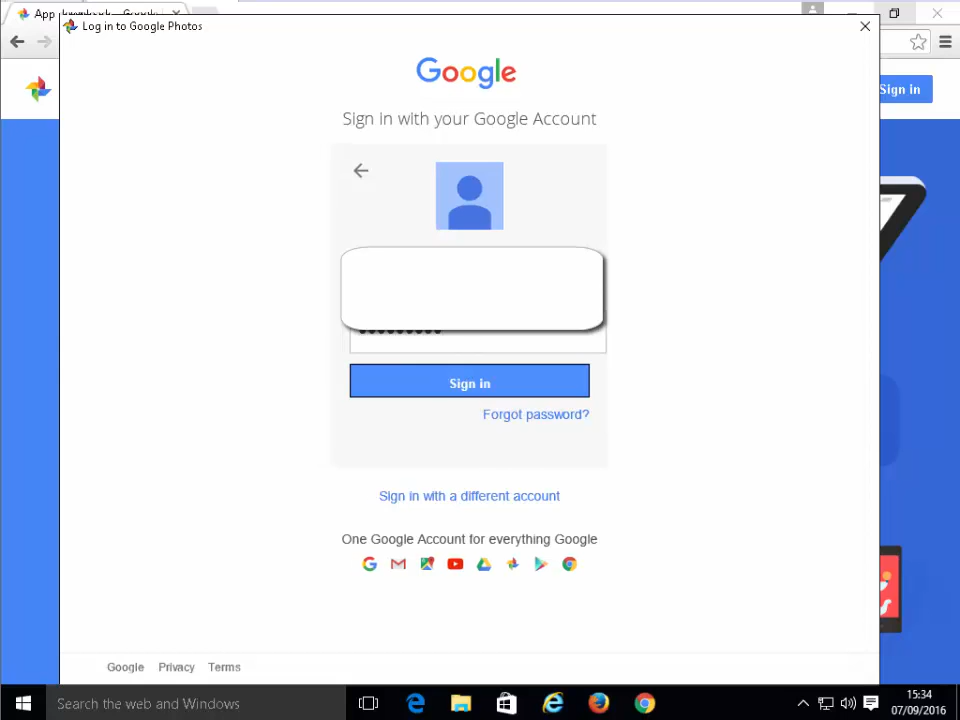 App
Google
Log in to Google Photos
Sign in
Google
Sign in with your Google Account
Sign in
Forgot password?
Sign in with a different account
One Google Account for everything Google
Google Privacy Terms
Search the web and Windows
15:34
07/09/2016